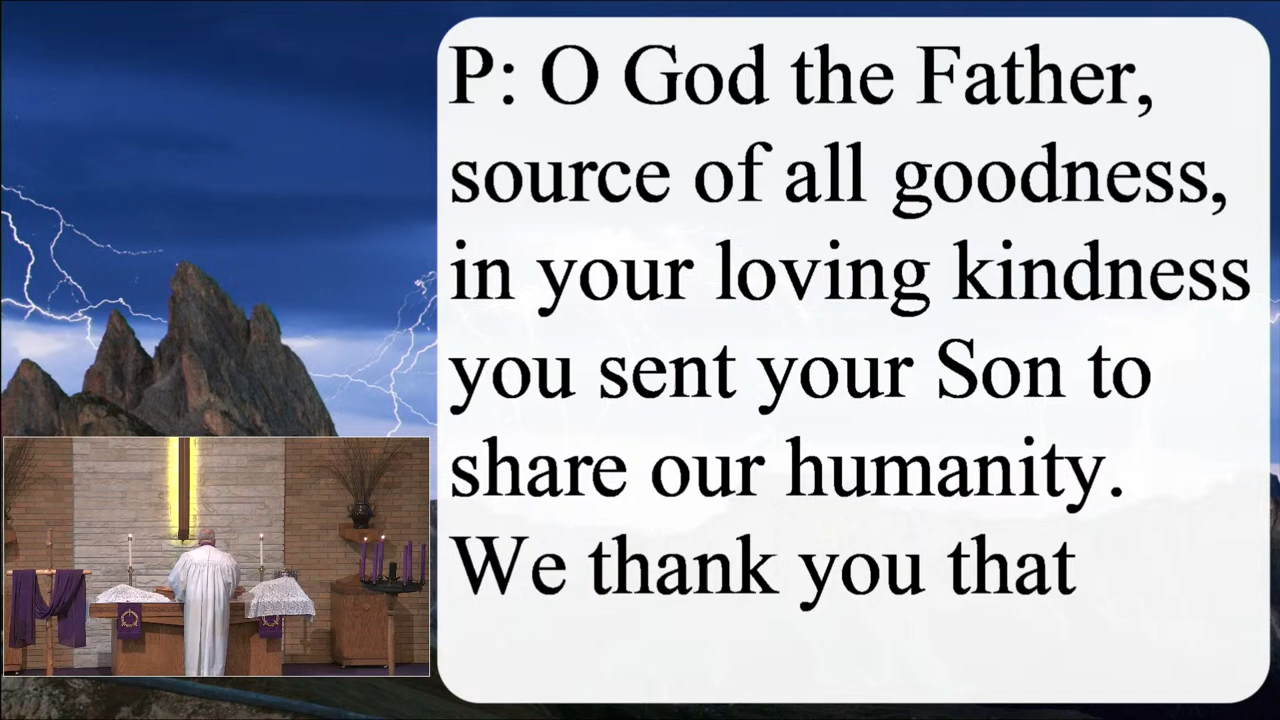 P: O God the Father,
source of all goodness,
in your loving kindness
you sent your Son to
share our humanity.
We thank you that